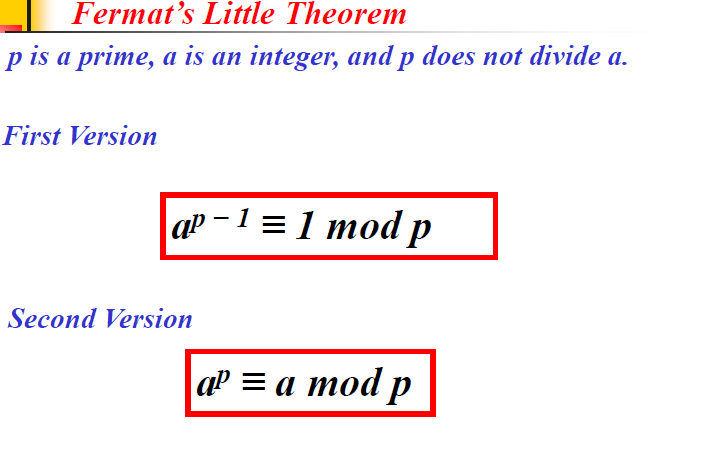 Fermat's Little Theorem
p is a prime, a is an integer, and p does not divide a.
First Version
aᵖ⁻¹ ≡ 1 mod p
Second Version
aᵖ ≡ a mod p